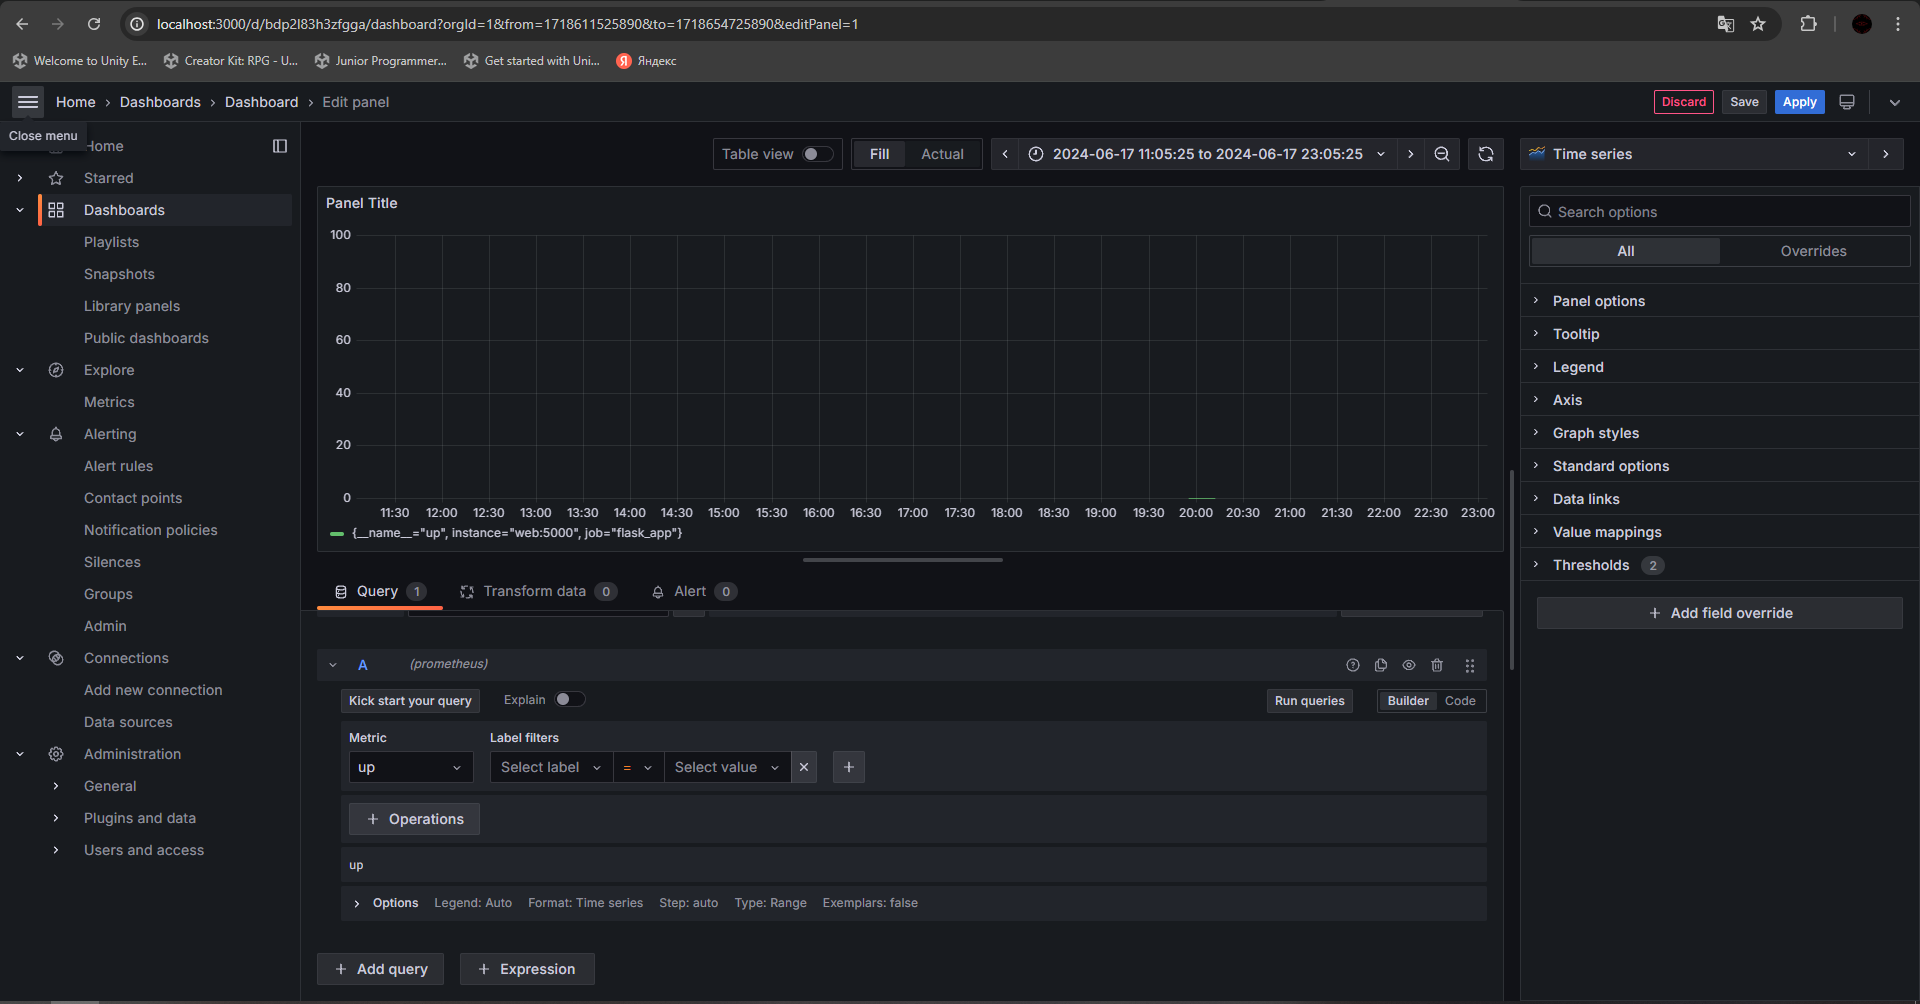 localhost:3000/d/bdp2l83h3zfgga/dashboard?orgId=1&from=1718611525890&to=1718654725890&editPanel=1
Welcome to Unity E... Creator Kit: RPG - U... Junior Programmer... Get started with Uni... Я Яндекс
Home › Dashboards › Dashboard › Edit panel Discard Save Apply
Close menu
Home
Starred
Dashboards
Playlists
Snapshots
Library panels
Public dashboards
Explore
Metrics
Alerting
Alert rules
Contact points
Notification policies
Silences
Groups
Admin
Connections
Add new connection
Data sources
Administration
General
Plugins and data
Users and access
Table view Fill Actual 2024-06-17 11:05:25 to 2024-06-17 23:05:25
Panel Title
100
80
60
40
20
0
11:30 12:00 12:30 13:00 13:30 14:00 14:30 15:00 15:30 16:00 16:30 17:00 17:30 18:00 18:30 19:00 19:30 20:00 20:30 21:00 21:30 22:00 22:30 23:00
{__name__="up", instance="web:5000", job="flask_app"}
Query 1 Transform data 0 Alert 0
A (prometheus)
Kick start your query Explain Run queries Builder Code
Metric Label filters
up Select label = Select value
+ Operations
up
Options Legend: Auto Format: Time series Step: auto Type: Range Exemplars: false
+ Add query + Expression
Time series
Search options
All Overrides
Panel options
Tooltip
Legend
Axis
Graph styles
Standard options
Data links
Value mappings
Thresholds 2
+ Add field override